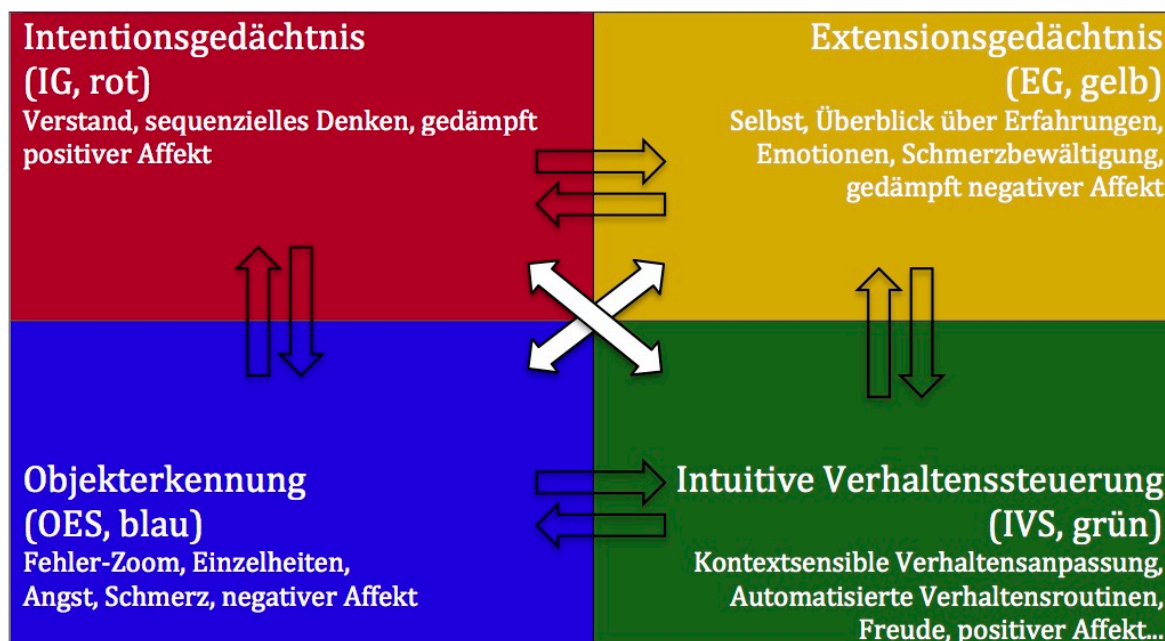 Intentionsgedächtnis
(IG, rot)
Verstand, sequenzielles Denken, gedämpft
positiver Affekt
Extensionsgedächtnis
(EG, gelb)
Selbst, Überblick über Erfahrungen,
Emotionen, Schmerzbewältigung,
gedämpft negativer Affekt
Objekterkennung
(OES, blau)
Fehler-Zoom, Einzelheiten,
Angst, Schmerz, negativer Affekt
Intuitive Verhaltenssteuerung
(IVS, grün)
Kontextsensible Verhaltensanpassung,
Automatisierte Verhaltensroutinen,
Freude, positiver Affekt...